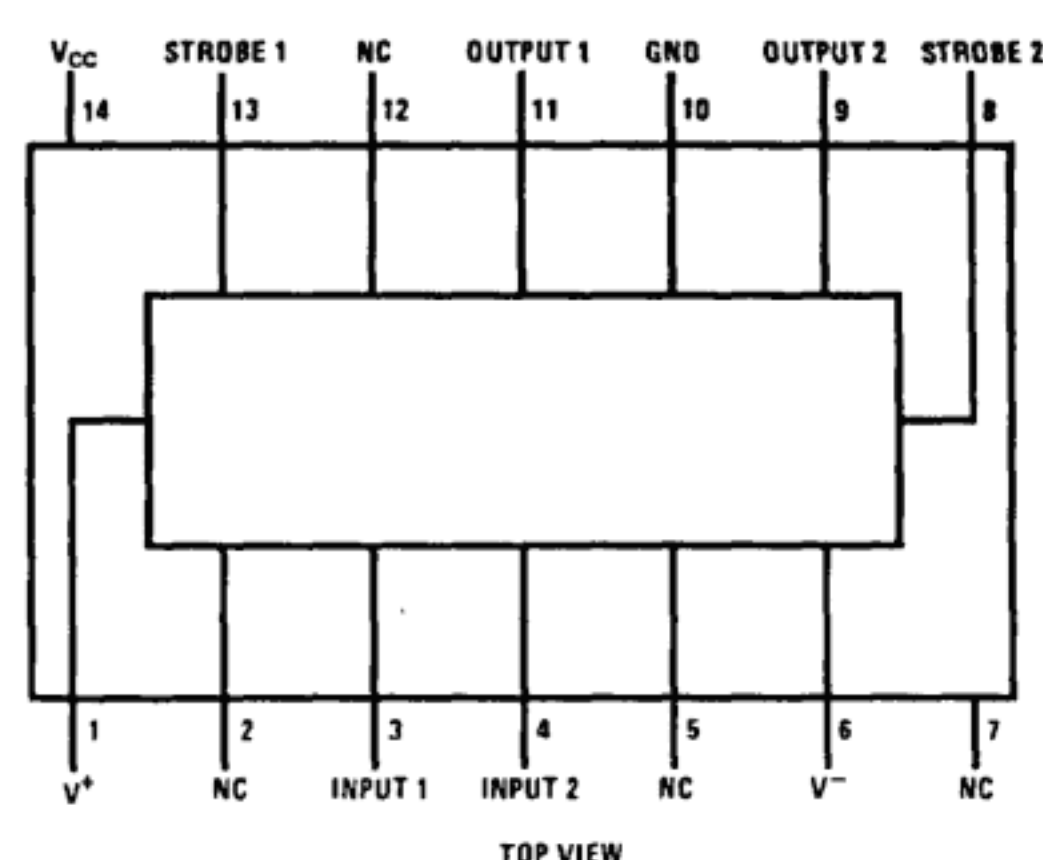 VCC STROBE 1 NC OUTPUT 1 GND OUTPUT 2 STROBE 2
14 13 12 11 10 9 8
1 2 3 4 5 6 7
V+ NC INPUT 1 INPUT 2 NC V− NC
TOP VIEW